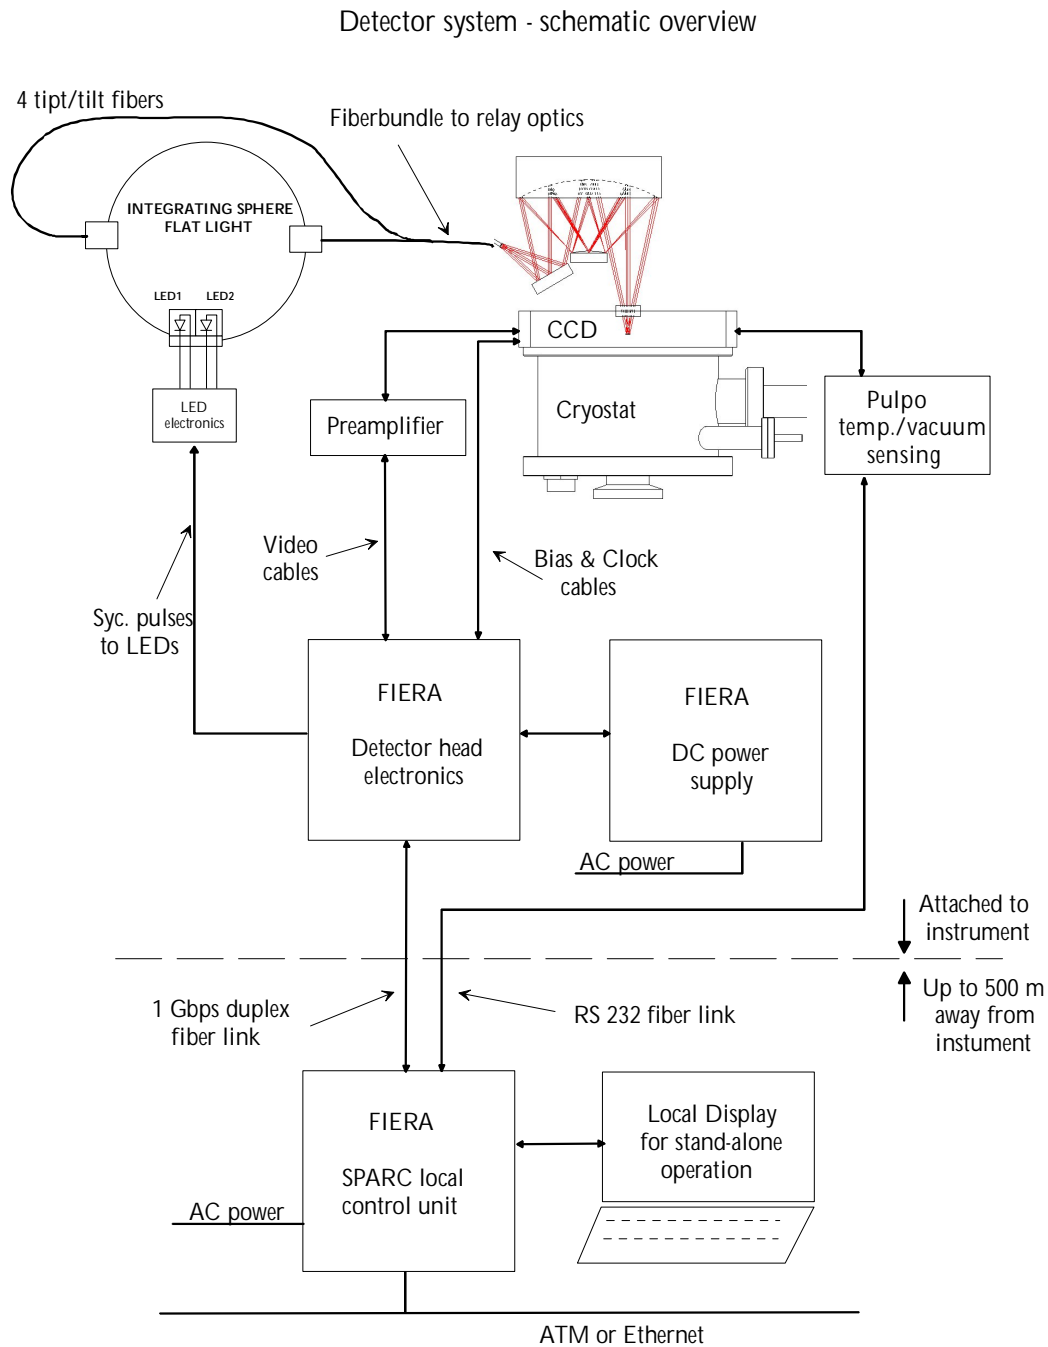 Detector system - schematic overview
4 tipt/tilt fibers
Fiberbundle to relay optics
INTEGRATING SPHERE
FLAT LIGHT
LED1
LED2
LED
electronics
CCD
Preamplifier
Cryostat
Pulpo
temp./vacuum
sensing
Video
cables
Bias & Clock
cables
Syc. pulses
to LEDs
FIERA
Detector head
electronics
FIERA
DC power
supply
AC power
Attached to
instrument
1 Gbps duplex
fiber link
RS 232 fiber link
Up to 500 m
away from
instument
FIERA
SPARC local
control unit
Local Display
for stand-alone
operation
AC power
ATM or Ethernet